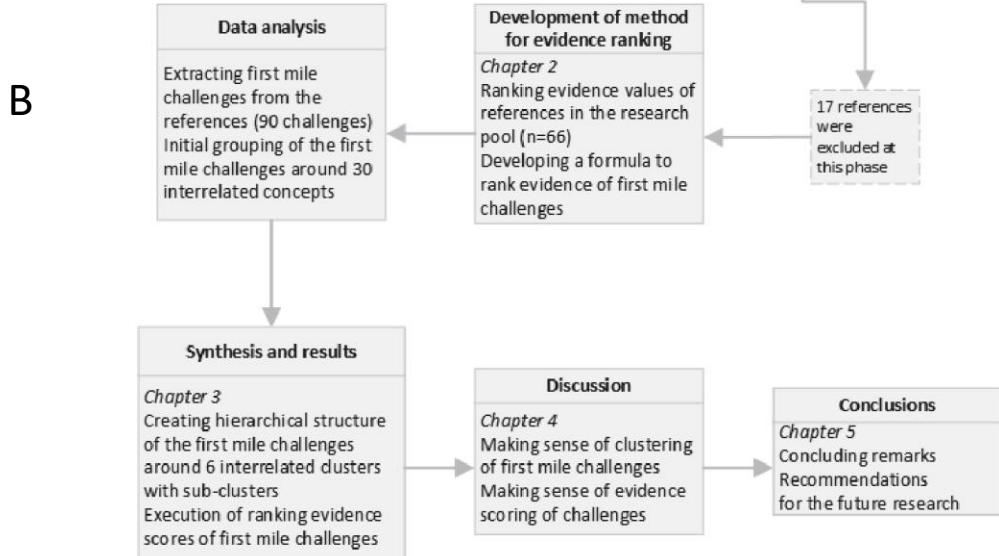 B
Data analysis
Extracting first mile
challenges from the
references (90 challenges)
Initial grouping of the first
mile challenges around 30
interrelated concepts
Development of method
for evidence ranking
Chapter 2
Ranking evidence values of
references in the research
pool (n=66)
Developing a formula to
rank evidence of first mile
challenges
17 references
were
excluded at
this phase
Synthesis and results
Chapter 3
Creating hierarchical structure
of the first mile challenges
around 6 interrelated clusters
with sub-clusters
Execution of ranking evidence
scores of first mile challenges
Discussion
Chapter 4
Making sense of clustering
of first mile challenges
Making sense of evidence
scoring of challenges
Conclusions
Chapter 5
Concluding remarks
Recommendations
for the future research